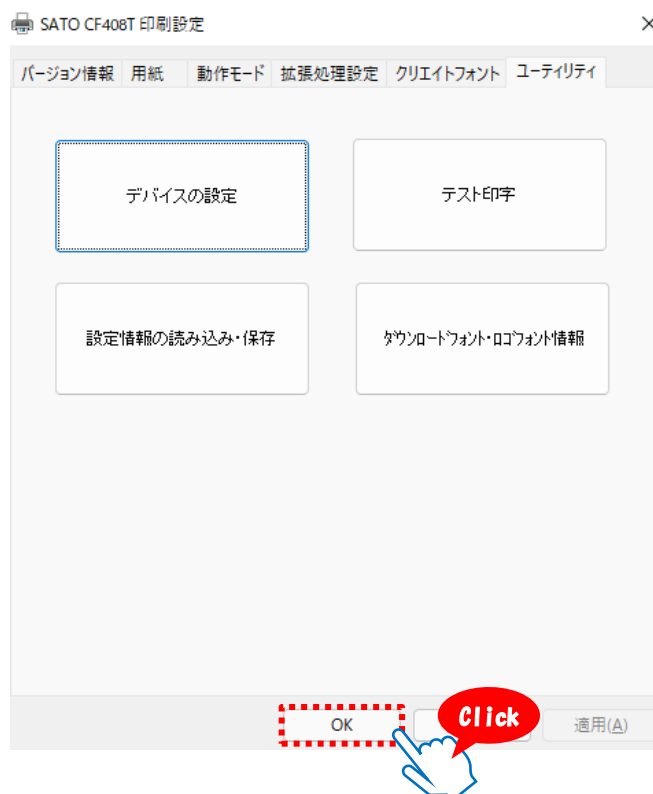 SATO CF408T 印刷設定
バージョン情報 用紙 動作モード 拡張処理設定 クリエイトフォント ユーティリティ
デバイスの設定 テスト印字
設定情報の読み込み・保存 ﾀﾞｳﾝﾛｰﾄﾞﾌｫﾝﾄ・ﾛｺﾞﾌｫﾝﾄ情報
OK Click 適用(A)